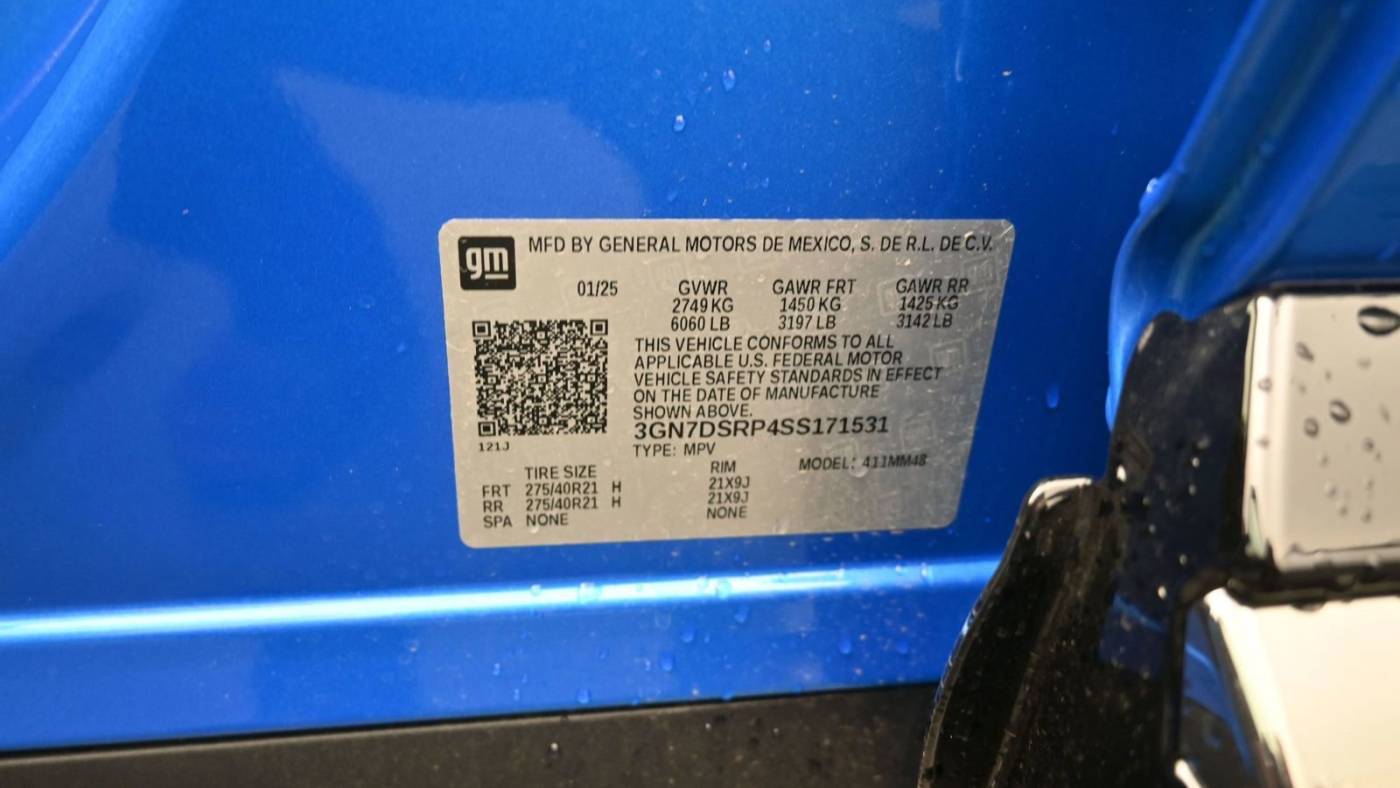 gm MFD BY GENERAL MOTORS DE MEXICO, S. DE R.L. DE C.V.
01/25 GVWR GAWR FRT GAWR RR
2749 KG 1450 KG 1425 KG
6060 LB 3197 LB 3142 LB
THIS VEHICLE CONFORMS TO ALL
APPLICABLE U.S. FEDERAL MOTOR
VEHICLE SAFETY STANDARDS IN EFFECT
ON THE DATE OF MANUFACTURE
SHOWN ABOVE.
3GN7DSRP4SS171531
121J TYPE: MPV
TIRE SIZE RIM MODEL: 411MM48
FRT 275/40R21 H 21X9J
RR 275/40R21 H 21X9J
SPA NONE NONE